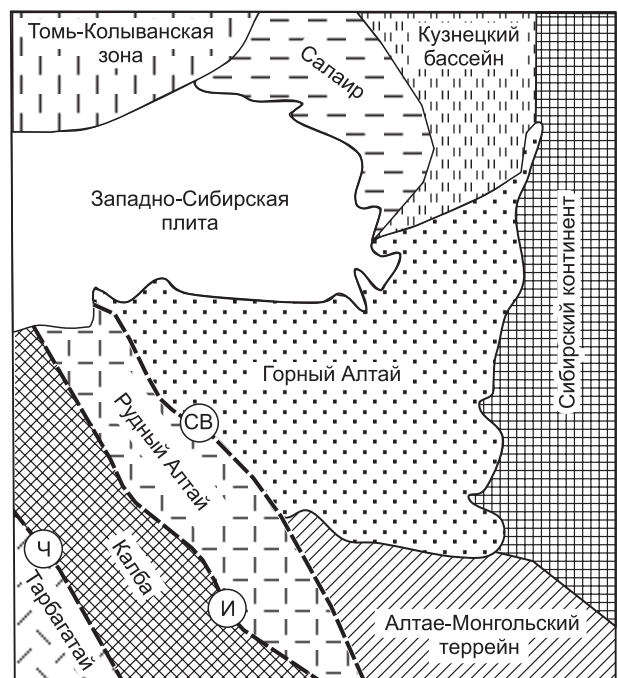 Томь-Колыванская
зона
Салаир
Кузнецкий
бассейн
Западно-Сибирская
плита
Сибирский континент
Горный Алтай
Рудный Алтай
СВ
Калба
Ч
Тарбагатай
И
Алтае-Монгольский
террейн